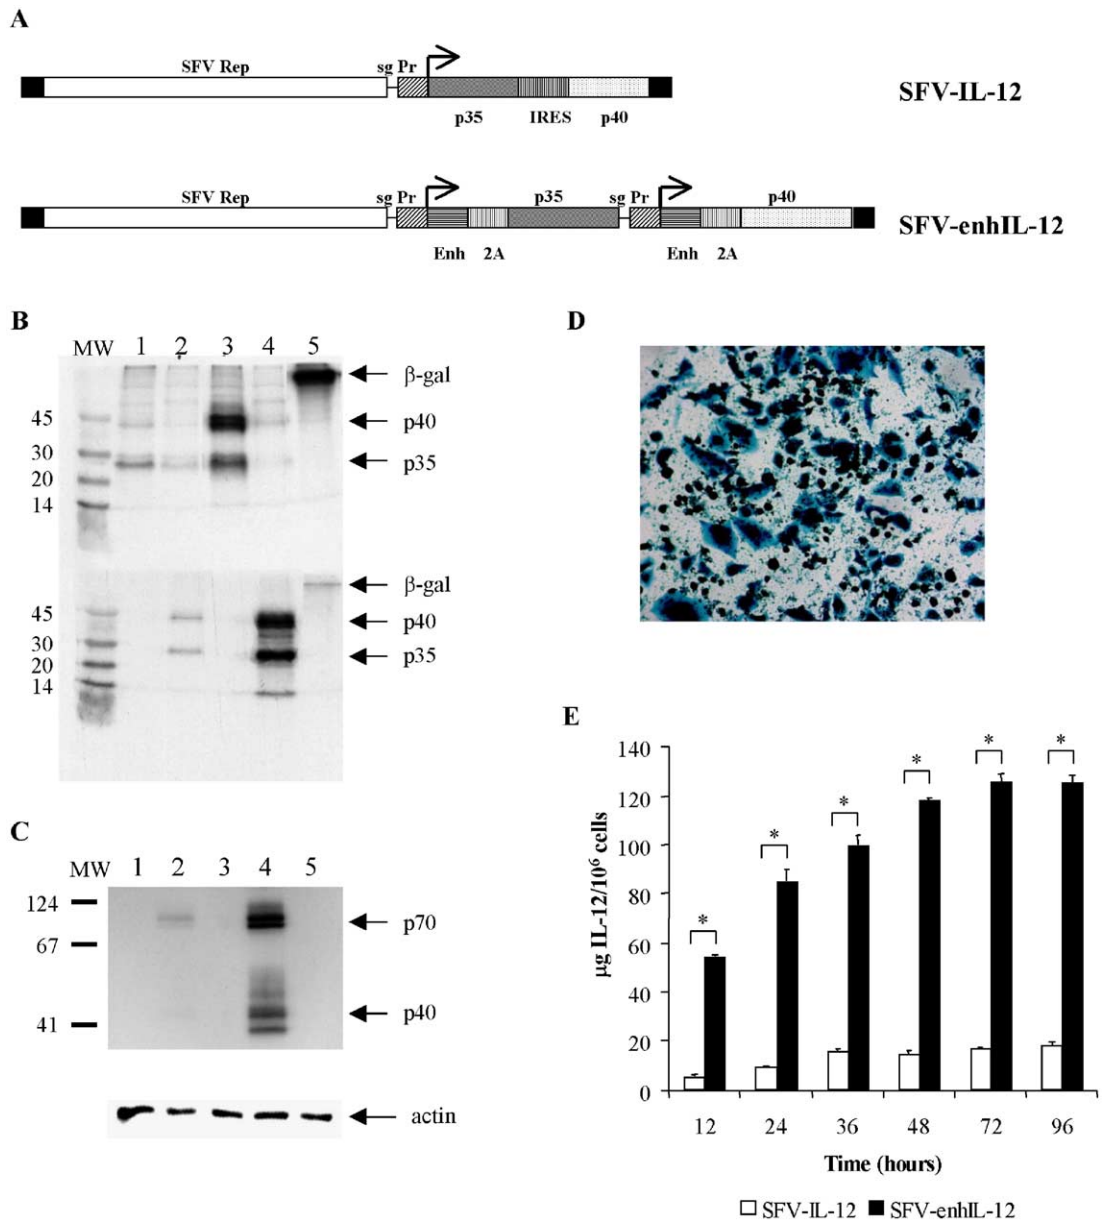 A
SFV Rep sg Pr
SFV-IL-12
p35 IRES p40
SFV Rep sg Pr p35 sg Pr p40
SFV-enhIL-12
Enh 2A Enh 2A
B
MW 1 2 3 4 5
β-gal
45 p40
30 p35
20
14
β-gal
45 p40
30 p35
20
14
C
MW 1 2 3 4 5
124 p70
67
41 p40
actin
D
E
140
120
100
80
60
40
20
0
µg IL-12/10⁶ cells
* * * * * *
12 24 36 48 72 96
Time (hours)
SFV-IL-12 SFV-enhIL-12